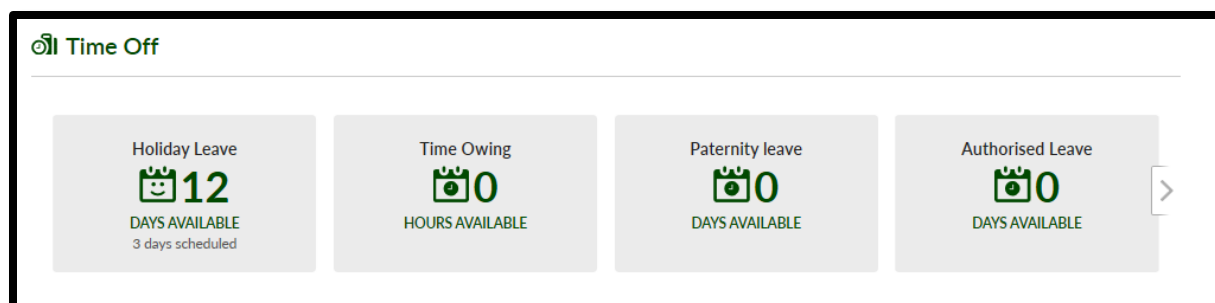 Time Off
Holiday Leave
12
DAYS AVAILABLE
3 days scheduled
Time Owing
0
HOURS AVAILABLE
Paternity leave
0
DAYS AVAILABLE
Authorised Leave
0
DAYS AVAILABLE